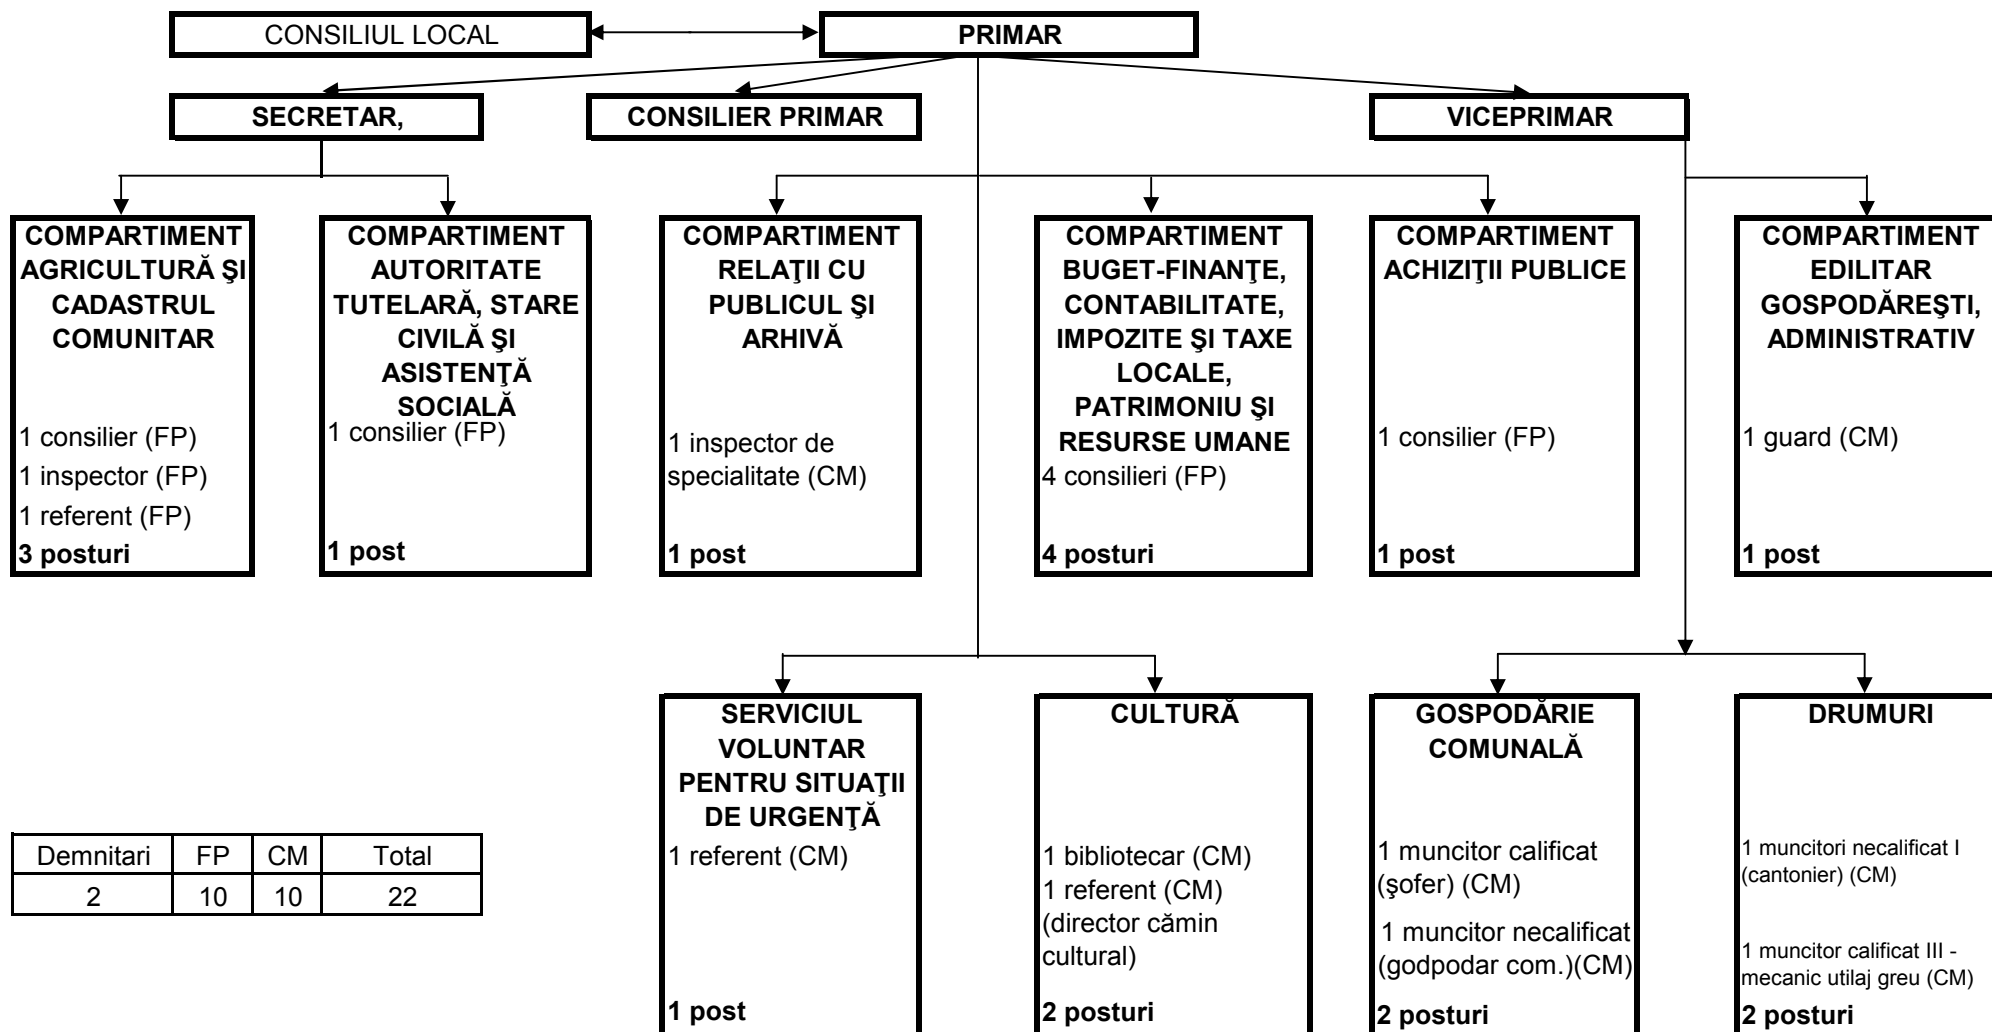 CONSILIUL LOCAL
PRIMAR
SECRETAR,
CONSILIER PRIMAR
VICEPRIMAR
COMPARTIMENT
AGRICULTURĂ ŞI
CADASTRUL
COMUNITAR
1 consilier (FP)
1 inspector (FP)
1 referent (FP)
3 posturi
COMPARTIMENT
AUTORITATE
TUTELARĂ, STARE
CIVILĂ ŞI
ASISTENŢĂ
SOCIALĂ
1 consilier (FP)
1 post
COMPARTIMENT
RELAŢII CU
PUBLICUL ŞI
ARHIVĂ
1 inspector de
specialitate (CM)
1 post
COMPARTIMENT
BUGET-FINANŢE,
CONTABILITATE,
IMPOZITE ŞI TAXE
LOCALE,
PATRIMONIU ŞI
RESURSE UMANE
4 consilieri (FP)
4 posturi
COMPARTIMENT
ACHIZIŢII PUBLICE
1 consilier (FP)
1 post
COMPARTIMENT
EDILITAR
GOSPODĂREŞTI,
ADMINISTRATIV
1 guard (CM)
1 post
SERVICIUL
VOLUNTAR
PENTRU SITUAŢII
DE URGENŢĂ
1 referent (CM)
1 post
CULTURĂ
1 bibliotecar (CM)
1 referent (CM)
(director cămin
cultural)
2 posturi
GOSPODĂRIE
COMUNALĂ
1 muncitor calificat
(şofer) (CM)
1 muncitor necalificat
(godpodar com.)(CM)
2 posturi
DRUMURI
1 muncitori necalificat I
(cantonier) (CM)
1 muncitor calificat III -
mecanic utilaj greu (CM)
2 posturi
Demnitari FP CM Total
2 10 10 22